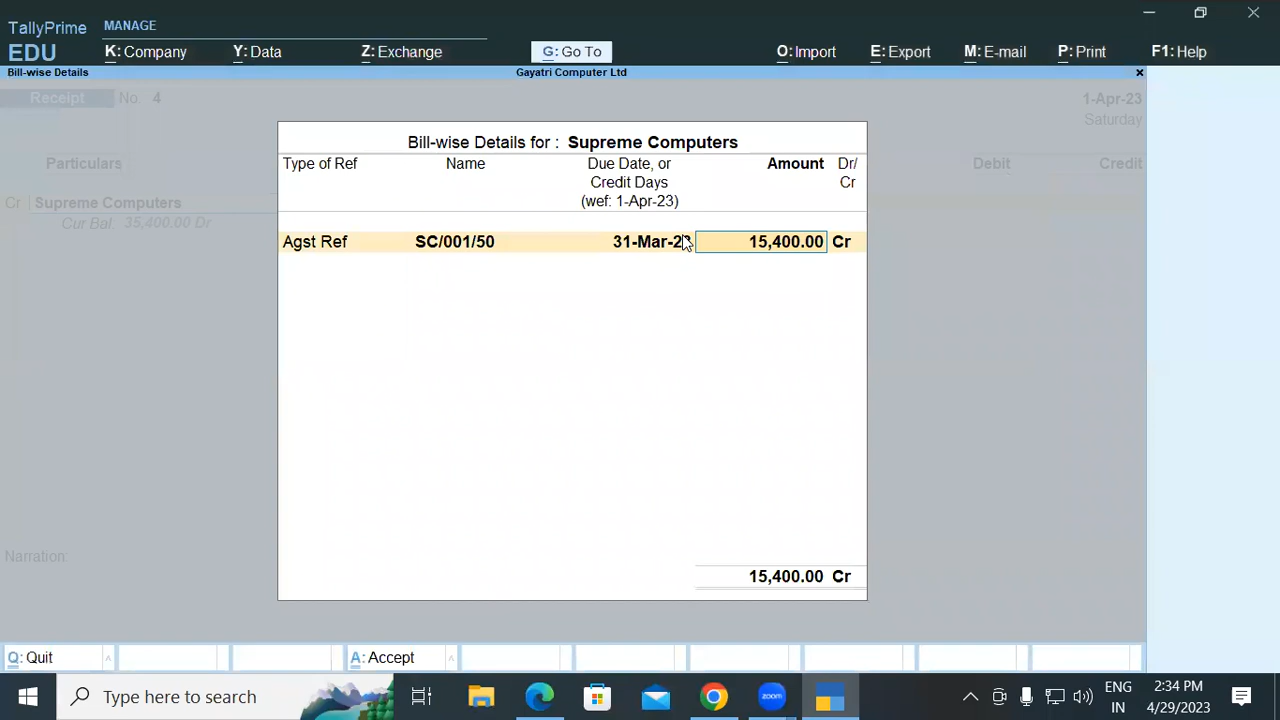 TallyPrime MANAGE
EDU K: Company Y: Data Z: Exchange G: Go To O: Import E: Export M: E-mail P: Print F1: Help
Bill-wise Details Gayatri Computer Ltd ×
Receipt No. 4 1-Apr-23
Saturday
Particulars Debit Credit
Cr Supreme Computers
Cur Bal: 35,400.00 Dr
Bill-wise Details for : Supreme Computers
Type of Ref Name Due Date, or Amount Dr/
Credit Days Cr
(wef: 1-Apr-23)
Agst Ref SC/001/50 31-Mar-23 15,400.00 Cr
Narration:
15,400.00 Cr
Q: Quit A: Accept
Type here to search
ENG 2:34 PM
IN 4/29/2023